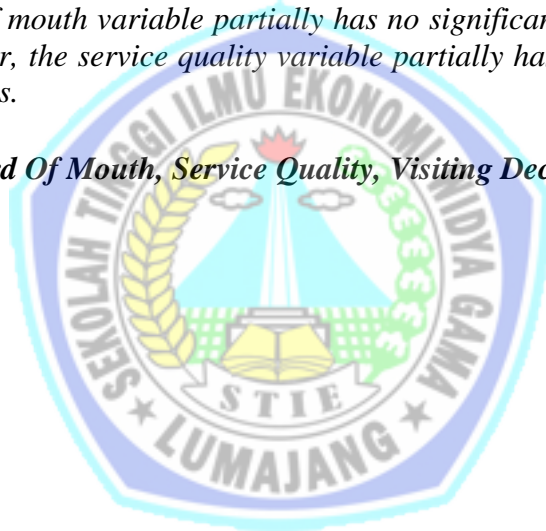 f mouth variable partially has no significan
r, the service quality variable partially ha
s.
rd Of Mouth, Service Quality, Visiting Dec
SEKOLAH TINGGI ILMU EKONOMI WIDYA GAMA
STIE
★ LUMAJANG ★